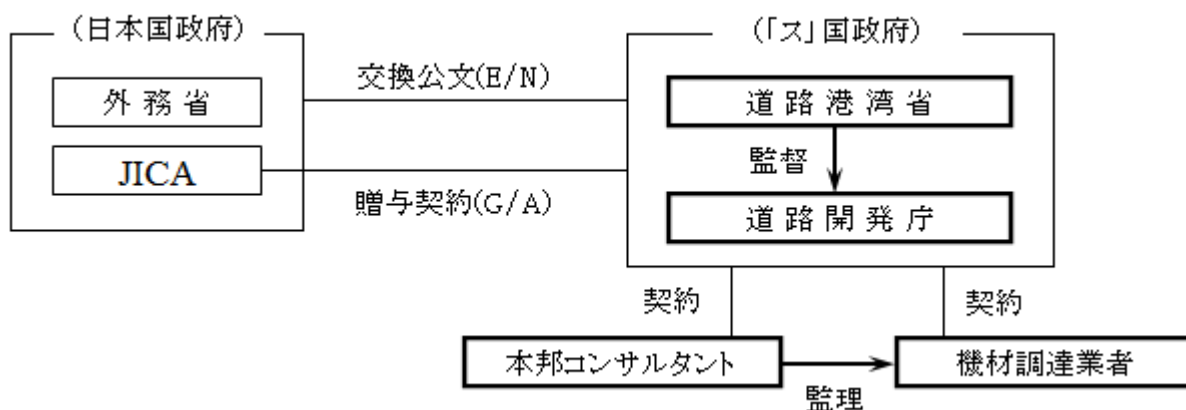 (日本国政府)
外務省
JICA
交換公文(E/N)
贈与契約(G/A)
(「ス」国政府)
道路港湾省
監督
道路開発庁
契約
契約
本邦コンサルタント
機材調達業者
監理